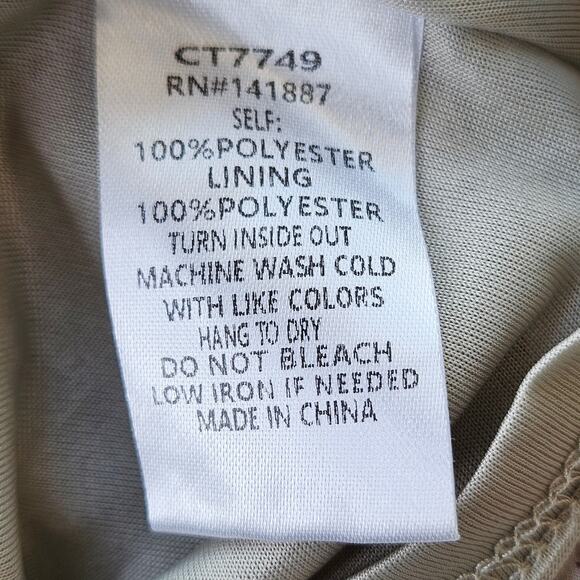 CT7749
RN#141887
SELF:
100%POLYESTER
LINING
100%POLYESTER
TURN INSIDE OUT
MACHINE WASH COLD
WITH LIKE COLORS
HANG TO DRY
DO NOT BLEACH
LOW IRON IF NEEDED
MADE IN CHINA